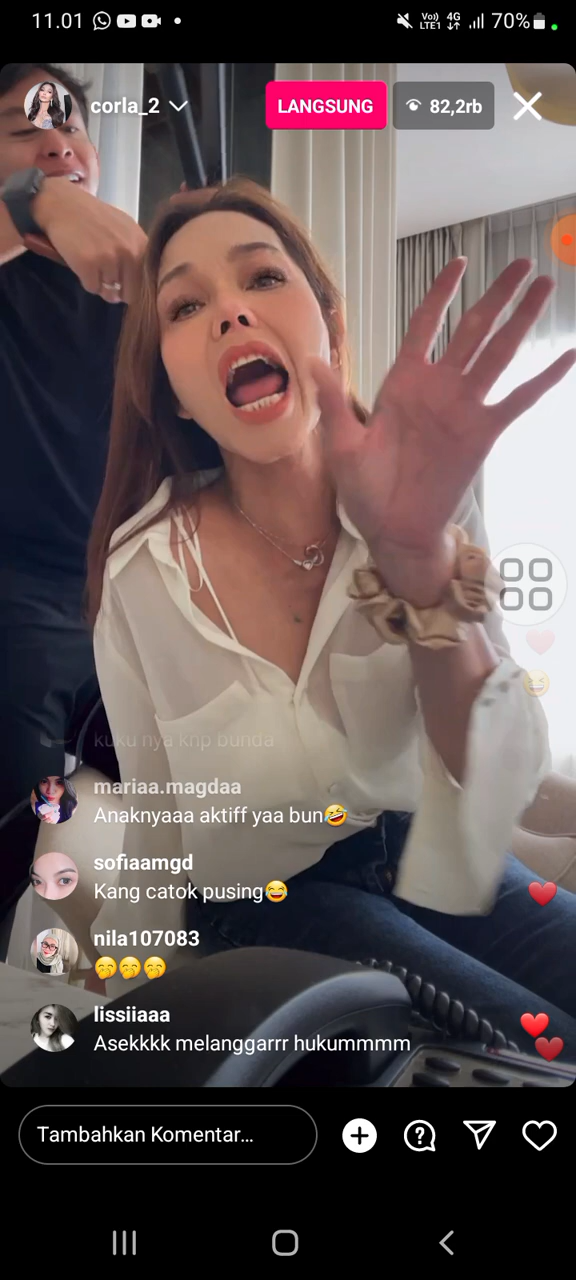 11.01
Vo)) 4G
LTE1
70%
corla_2
LANGSUNG
82,2rb
kuku nya knp bunda
mariaa.magdaa
Anaknyaaa aktiff yaa bun🤣
sofiaamgd
Kang catok pusing😂
nila107083
🤭🤭🤭
lissiiaaa
Asekkkk melanggarrr hukummmm
Tambahkan Komentar...